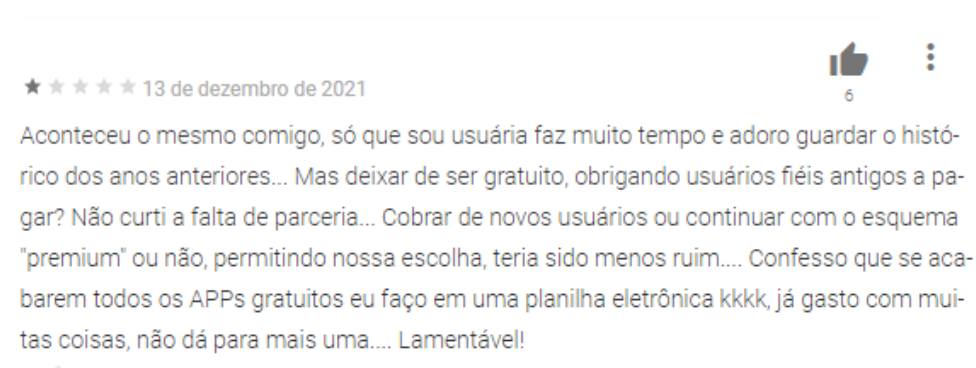 13 de dezembro de 2021
6
Aconteceu o mesmo comigo, só que sou usuária faz muito tempo e adoro guardar o histó-
rico dos anos anteriores... Mas deixar de ser gratuito, obrigando usuários fiéis antigos a pa-
gar? Não curti a falta de parceria... Cobrar de novos usuários ou continuar com o esquema
"premium" ou não, permitindo nossa escolha, teria sido menos ruim.... Confesso que se aca-
barem todos os APPs gratuitos eu faço em uma planilha eletrônica kkkk, já gasto com mui-
tas coisas, não dá para mais uma.... Lamentável!